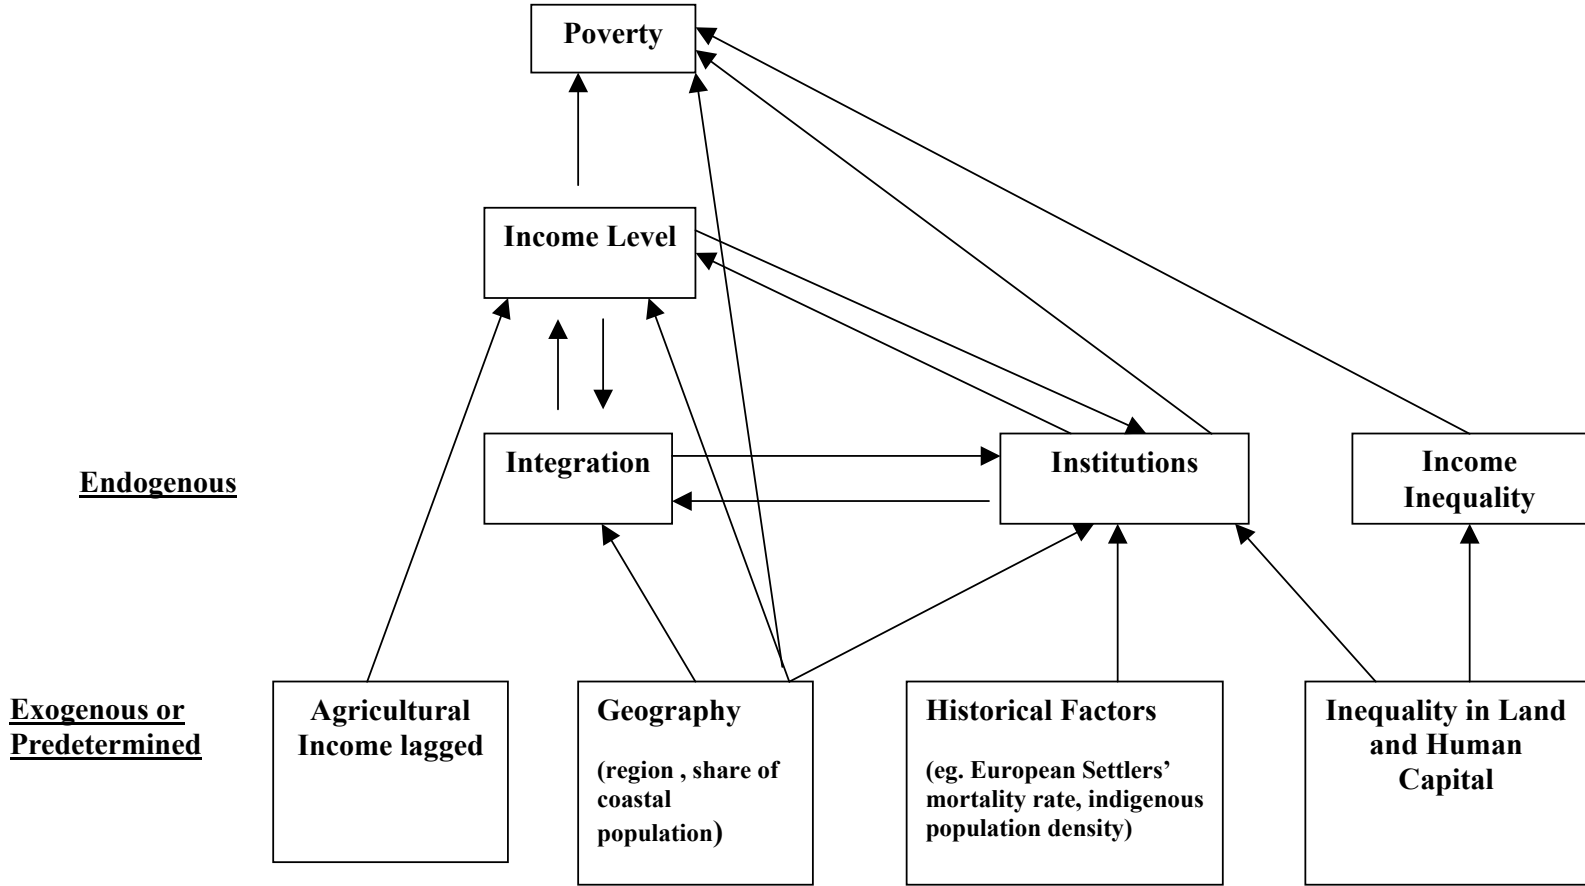 Poverty
Income Level
Endogenous
Integration
Institutions
Income
Inequality
Exogenous or
Predetermined
Agricultural
Income lagged
Geography
(region , share of
coastal
population)
Historical Factors
(eg. European Settlers’
mortality rate, indigenous
population density)
Inequality in Land
and Human
Capital